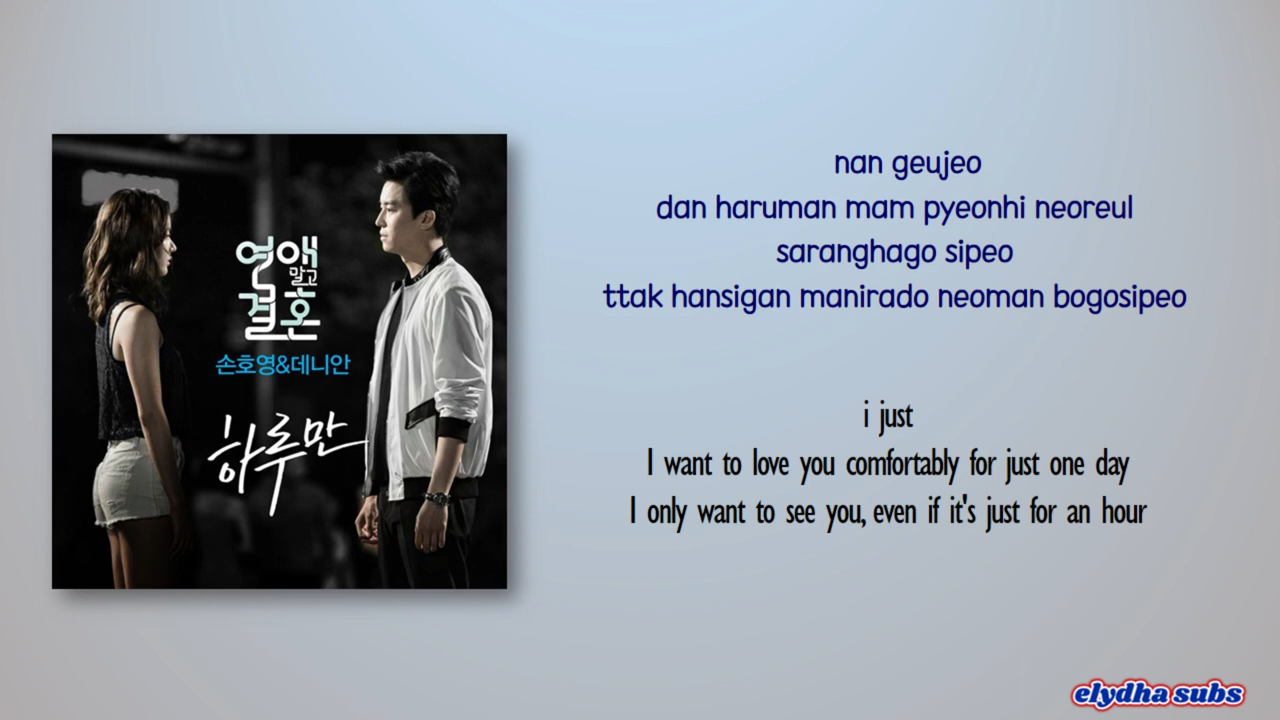 연애
말고
결혼
손호영&데니안
하루만
nan geujeo
dan haruman mam pyeonhi neoreul
saranghago sipeo
ttak hansigan manirado neoman bogosipeo
i just
I want to love you comfortably for just one day
I only want to see you, even if it's just for an hour
elydha subs